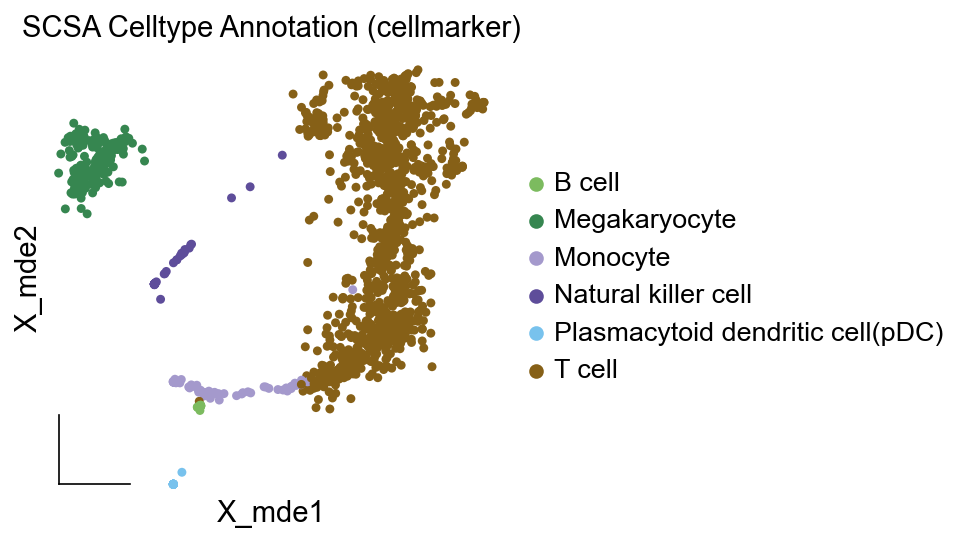 SCSA Celltype Annotation (cellmarker)
B cell
Megakaryocyte
Monocyte
Natural killer cell
Plasmacytoid dendritic cell(pDC)
T cell
X_mde2
X_mde1